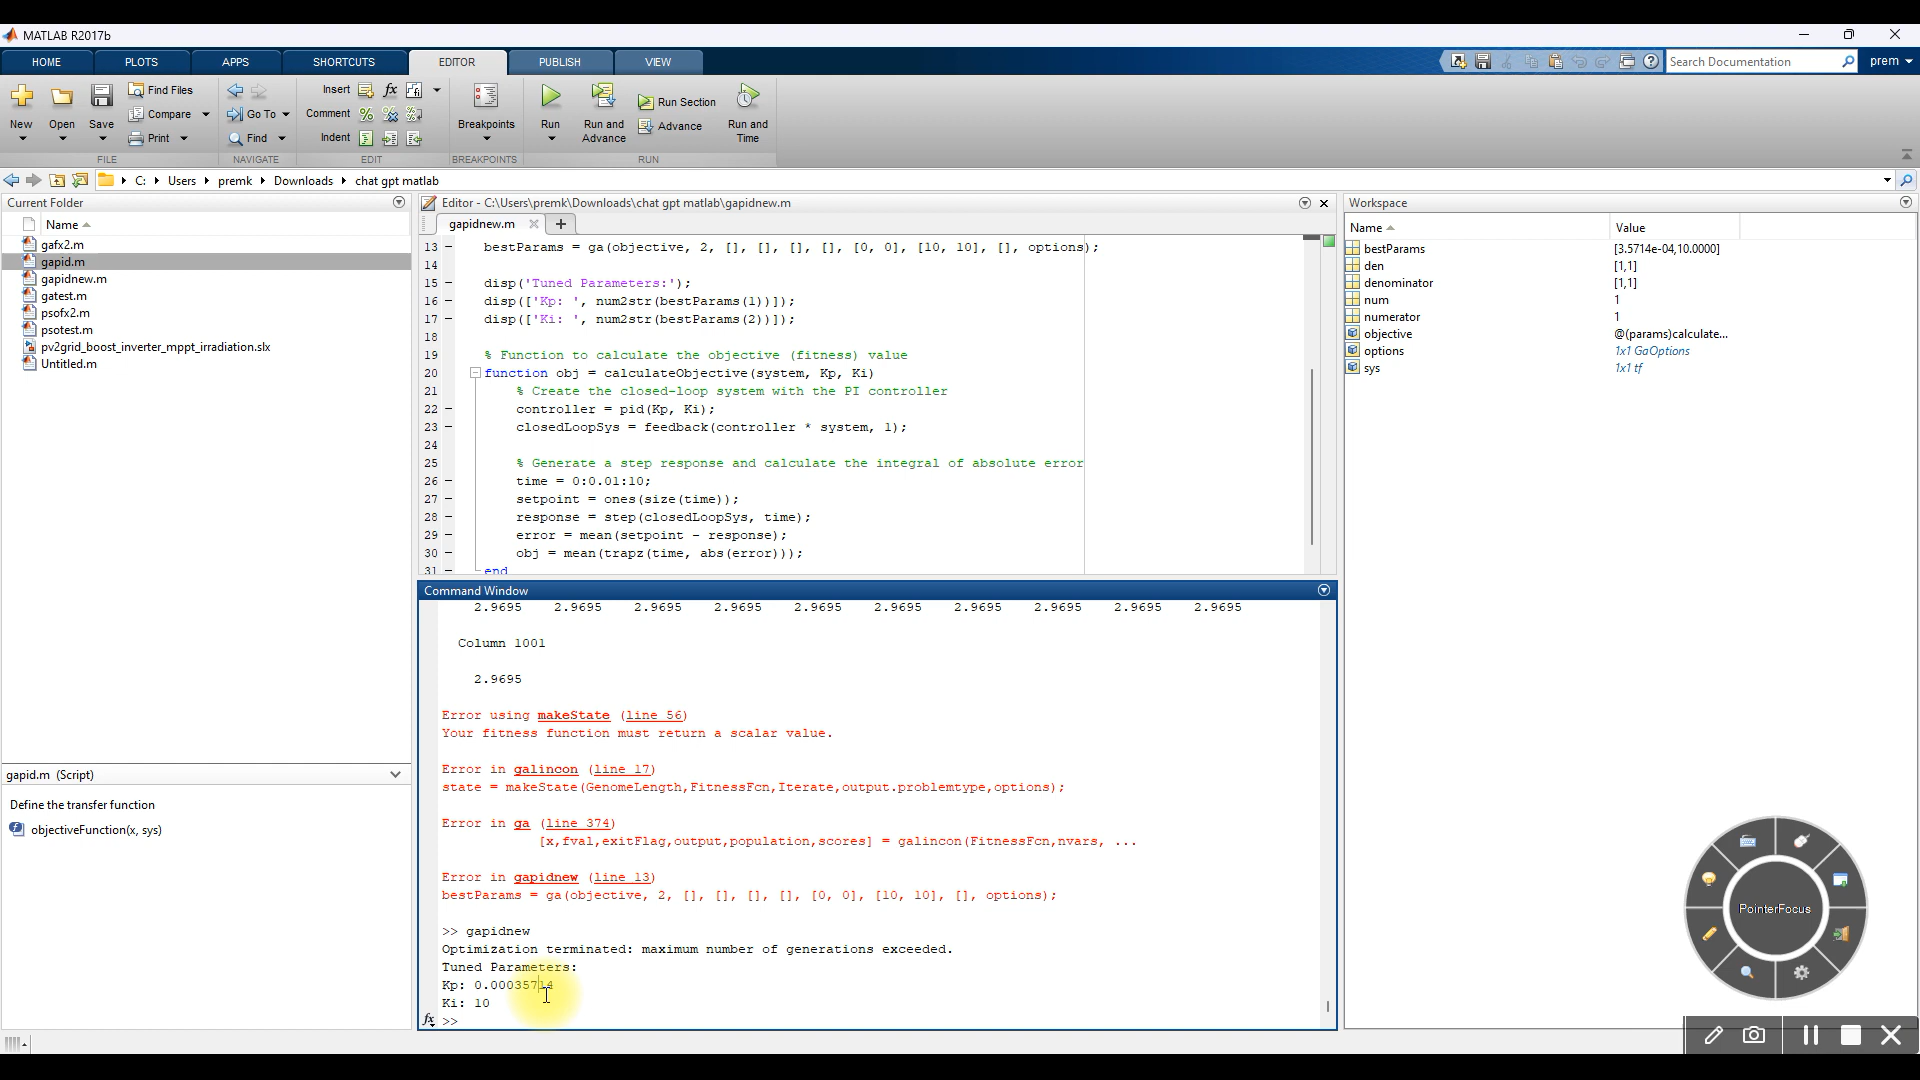 MATLAB R2017b
HOME PLOTS APPS SHORTCUTS EDITOR PUBLISH VIEW
Search Documentation
prem
Find Files Insert fx
Compare Go To Comment Run Section
New Open Save Breakpoints Run Run and Advance Advance Run and Time
Print Find Indent
FILE NAVIGATE EDIT BREAKPOINTS RUN
C: Users premk Downloads chat gpt matlab
Current Folder
Name
gafx2.m
gapid.m
gapidnew.m
gatest.m
psofx2.m
psotest.m
pv2grid_boost_inverter_mppt_irradiation.slx
Untitled.m
gapid.m (Script)
Define the transfer function
objectiveFunction(x, sys)
Editor - C:\Users\premk\Downloads\chat gpt matlab\gapidnew.m
gapidnew.m
13 bestParams = ga(objective, 2, [], [], [], [], [0, 0], [10, 10], [], options);
14
15 disp('Tuned Parameters:');
16 disp(['Kp: ', num2str(bestParams(1))]);
17 disp(['Ki: ', num2str(bestParams(2))]);
18
19 % Function to calculate the objective (fitness) value
20 function obj = calculateObjective(system, Kp, Ki)
21 % Create the closed-loop system with the PI controller
22 controller = pid(Kp, Ki);
23 closedLoopSys = feedback(controller * system, 1);
24
25 % Generate a step response and calculate the integral of absolute error
26 time = 0:0.01:10;
27 setpoint = ones(size(time));
28 response = step(closedLoopSys, time);
29 error = mean(setpoint - response);
30 obj = mean(trapz(time, abs(error)));
31 end
Command Window
2.9695 2.9695 2.9695 2.9695 2.9695 2.9695 2.9695 2.9695 2.9695 2.9695
Column 1001
2.9695
Error using makeState (line 56)
Your fitness function must return a scalar value.
Error in galincon (line 17)
state = makeState(GenomeLength,FitnessFcn,Iterate,output.problemtype,options);
Error in ga (line 374)
[x,fval,exitFlag,output,population,scores] = galincon(FitnessFcn,nvars, ...
Error in gapidnew (line 13)
bestParams = ga(objective, 2, [], [], [], [], [0, 0], [10, 10], [], options);
>> gapidnew
Optimization terminated: maximum number of generations exceeded.
Tuned Parameters:
Kp: 0.00035714
Ki: 10
fx >>
Workspace
Name Value
bestParams [3.5714e-04,10.0000]
den [1,1]
denominator [1,1]
num 1
numerator 1
objective @(params)calculate...
options 1x1 GaOptions
sys 1x1 tf
PointerFocus